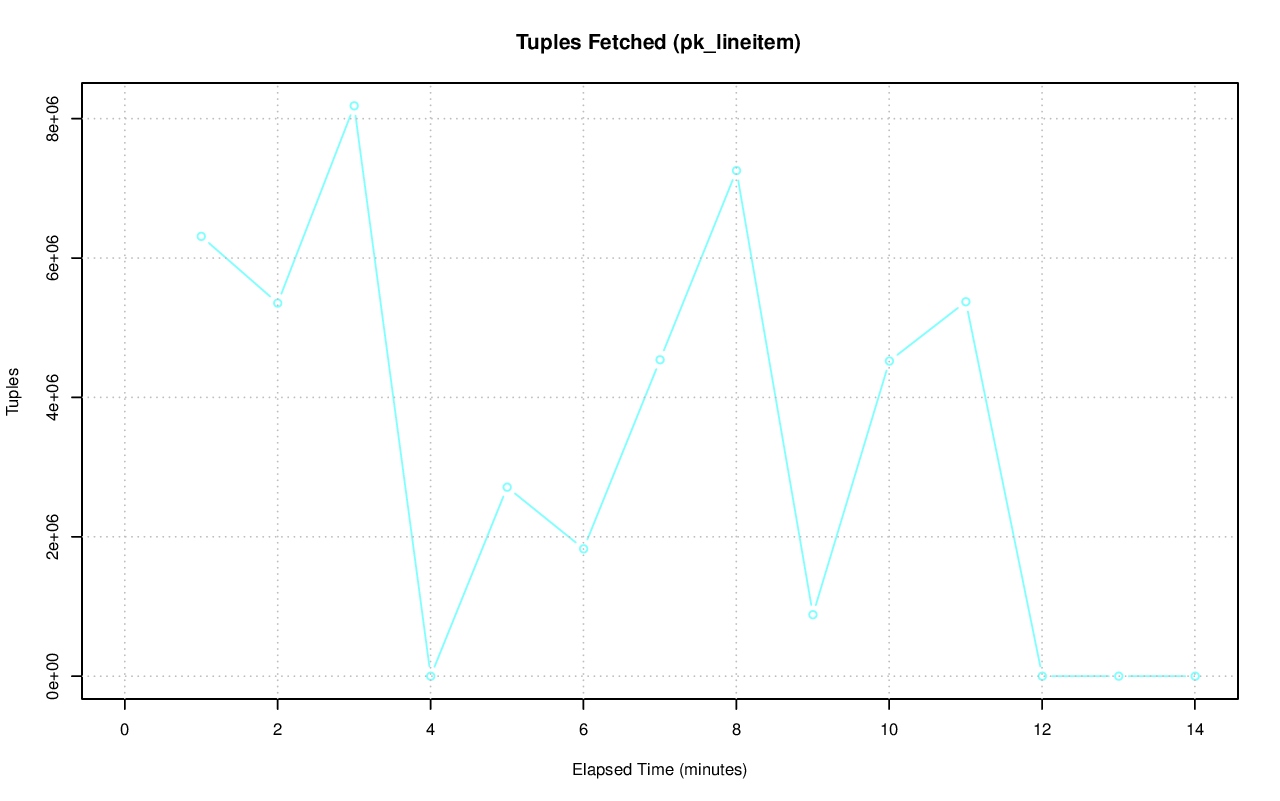 Tuples Fetched (pk_lineitem)
Tuples
8e+06
6e+06
4e+06
2e+06
0e+00
0 2 4 6 8 10 12 14
Elapsed Time (minutes)